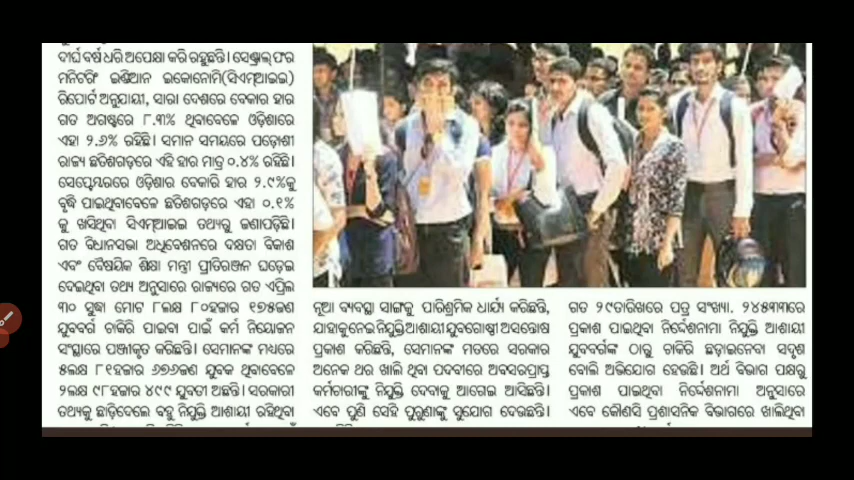 ଦୀର୍ଘ ବର୍ଷ ଧରି ଅପେକ୍ଷା କରି ରହୁଛନ୍ତି। ସେଣ୍ଟ୍ରାଲ୍ ଫର
ମନିଟରିଂ ଇଣ୍ଡିଆନ ଇକୋନୋମି(ସିଏମ୍ଆଇଇ)
ରିପୋର୍ଟ ଅନୁଯାୟୀ, ସାରା ଦେଶରେ ବେକାର ହାର
ଗତ ଅଗଷ୍ଟରେ ୮.୩% ଥିବାବେଳେ ଓଡ଼ିଶାରେ
ଏହା ୨.୬% ରହିଛି। ସମାନ ସମୟରେ ପଡ଼ୋଶୀ
ରାଜ୍ୟ ଛତିଶଗଡ଼ରେ ଏହି ହାର ମାତ୍ର ୦.୪% ରହିଛି।
ସେପ୍ଟେମ୍ବରରେ ଓଡ଼ିଶାର ବେକାରି ହାର ୨.୯%କୁ
ବୃଦ୍ଧି ପାଇଥିବାବେଳେ ଛତିଶଗଡ଼ରେ ଏହା ୦.୧%
କୁ ଖସିଥିବା ସିଏମ୍ଆଇଇ ତଥ୍ୟରୁ ଜଣାପଡ଼ିଛି।
ଗତ ବିଧାନସଭା ଅଧିବେଶନରେ ଦକ୍ଷତା ବିକାଶ
ଏବଂ ବୈଷୟିକ ଶିକ୍ଷା ମନ୍ତ୍ରୀ ପ୍ରୀତିରଞ୍ଜନ ଘଡ଼େଇ
ଦେଇଥିବା ତଥ୍ୟ ଅନୁସାରେ ରାଜ୍ୟରେ ଗତ ଏପ୍ରିଲ
୩୦ ସୁଦ୍ଧା ମୋଟ ୮ଲକ୍ଷ ୮୦ହଜାର ୧୭୫ଜଣ
ଯୁବବର୍ଗ ଚାକିରି ପାଇବା ପାଇଁ କର୍ମ ନିୟୋଜନ
ସଂସ୍ଥାରେ ପଞ୍ଜୀକୃତ କରିଛନ୍ତି। ସେମାନଙ୍କ ମଧ୍ୟରେ
୫ଲକ୍ଷ ୮୧ହଜାର ୬୭୬ଜଣ ଯୁବକ ଥିବାବେଳେ
୨ଲକ୍ଷ ୯୮ହଜାର ୪୯୯ ଯୁବତୀ ଅଛନ୍ତି। ସରକାରୀ
ତଥ୍ୟକୁ ଛାଡ଼ିଦେଲେ ବହୁ ନିଯୁକ୍ତି ଆଶାୟୀ ରହିଥିବା
ନୂଆ ବ୍ୟବସ୍ଥା ସାଙ୍ଗକୁ ପାରିଶ୍ରମିକ ଧାର୍ଯ୍ୟ କରିଛନ୍ତି,
ଯାହାକୁ ନେଇ ନିଯୁକ୍ତି ଆଶାୟୀ ଯୁବଗୋଷ୍ଠୀ ଅସନ୍ତୋଷ
ପ୍ରକାଶ କରିଛନ୍ତି, ସେମାନଙ୍କ ମତରେ ସରକାର
ଅନେକ ଥର ଖାଲି ଥିବା ପଦବୀରେ ଅବସରପ୍ରାପ୍ତ
କର୍ମଚାରୀଙ୍କୁ ନିଯୁକ୍ତି ଦେବାକୁ ଆଗେଇ ଆସିଛନ୍ତି।
ଏବେ ପୁଣି ସେହି ପୁରୁଣାଙ୍କୁ ସୁଯୋଗ ଦେଉଛନ୍ତି।
ଗତ ୨୯ତାରିଖରେ ପତ୍ର ସଂଖ୍ୟା. ୨୪୫୩୩ରେ
ପ୍ରକାଶ ପାଇଥିବା ନିର୍ଦ୍ଦେଶନାମା ନିଯୁକ୍ତି ଆଶାୟୀ
ଯୁବବର୍ଗଙ୍କ ଠାରୁ ଚାକିରି ଛଡ଼ାଇନେବା ସଦୃଶ
ବୋଲି ଅଭିଯୋଗ ହେଉଛି। ଅର୍ଥ ବିଭାଗ ପକ୍ଷରୁ
ପ୍ରକାଶ ପାଇଥିବା ନିର୍ଦ୍ଦେଶନାମା ଅନୁସାରେ
ଏବେ କୌଣସି ପ୍ରଶାସନିକ ବିଭାଗରେ ଖାଲିଥିବା